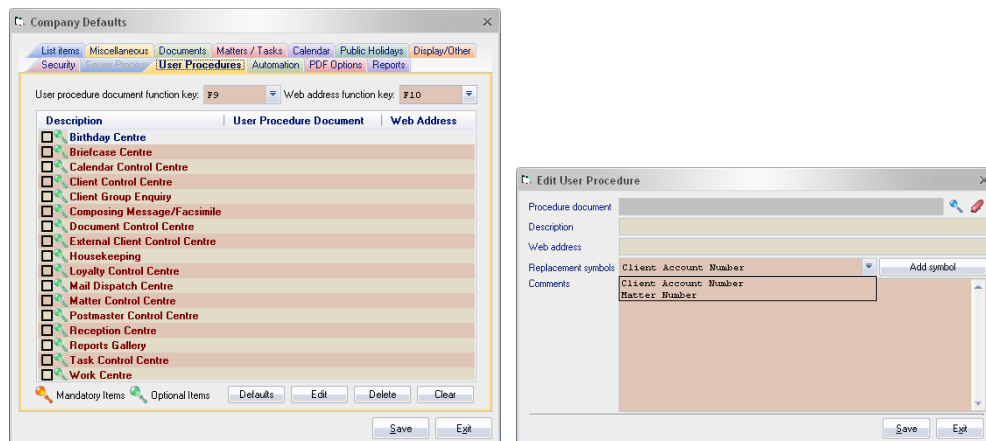 Company Defaults
List items Miscellaneous Documents Matters / Tasks Calendar Public Holidays Display/Other
Security Server Process User Procedures Automation PDF Options Reports
User procedure document function key: F9 Web address function key: F10
Description User Procedure Document Web Address
Birthday Centre
Briefcase Centre
Calendar Control Centre
Client Control Centre
Client Group Enquiry
Composing Message/Facsimile
Document Control Centre
External Client Control Centre
Housekeeping
Loyalty Control Centre
Mail Dispatch Centre
Matter Control Centre
Postmaster Control Centre
Reception Centre
Reports Gallery
Task Control Centre
Work Centre
Mandatory Items Optional Items Defaults Edit Delete Clear
Save Exit
Edit User Procedure
Procedure document
Description
Web address
Replacement symbols Client Account Number Add symbol
Comments Client Account Number
Matter Number
Save Exit